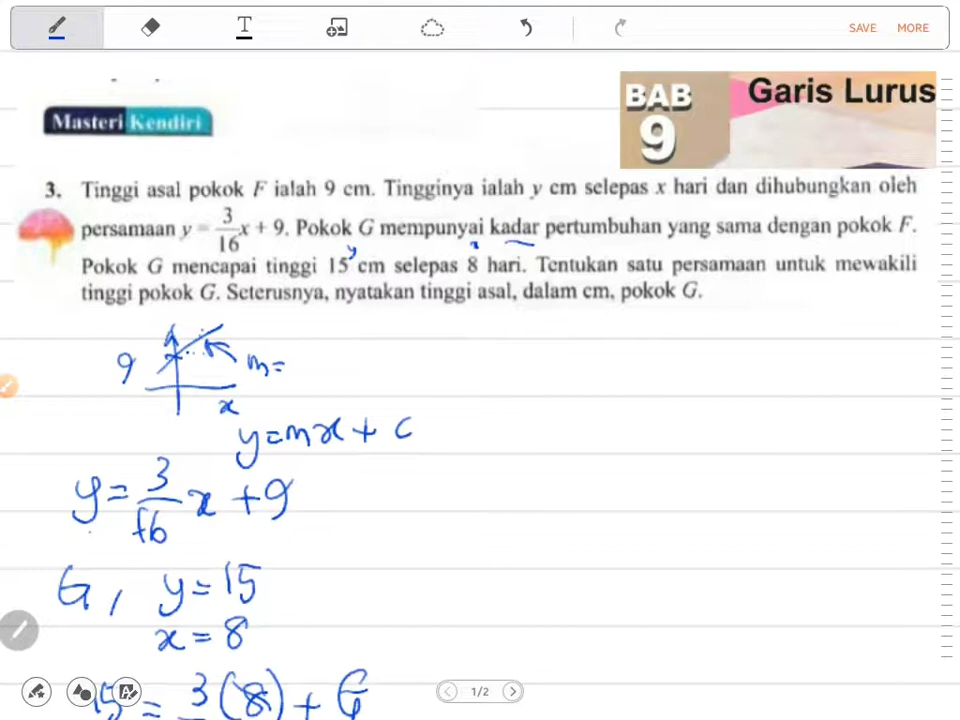 T
SAVE
MORE
BAB
9
Garis Lurus
Masteri Kendiri
3. Tinggi asal pokok F ialah 9 cm. Tingginya ialah y cm selepas x hari dan dihubungkan oleh
persamaan y = 3/16 x + 9. Pokok G mempunyai kadar pertumbuhan yang sama dengan pokok F.
y
x
Pokok G mencapai tinggi 15 cm selepas 8 hari. Tentukan satu persamaan untuk mewakili
tinggi pokok G. Seterusnya, nyatakan tinggi asal, dalam cm, pokok G.
9
m=
x
y=mx + c
y = 3/16 x + 9
G, y = 15
x = 8
15 = 3 (8) +
A
1/2